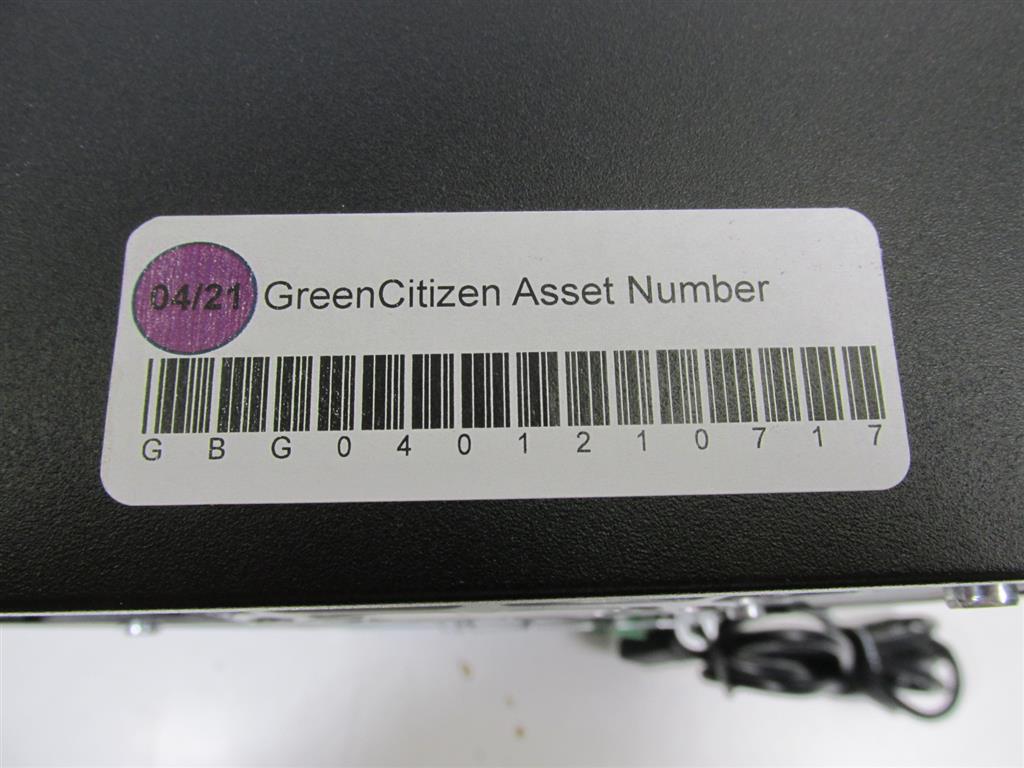 04/21 GreenCitizen Asset Number
G B G 0 4 0 1 2 1 0 7 1 7